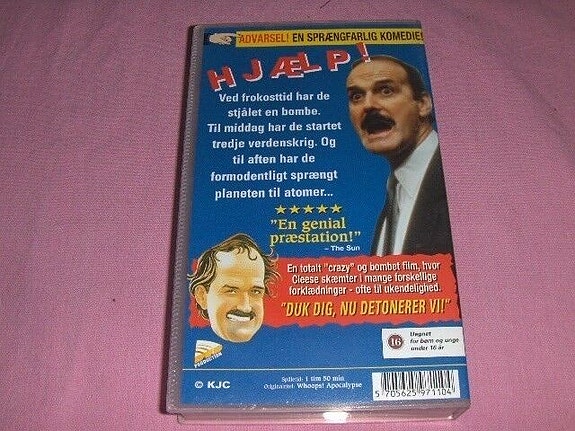 ADVARSEL! EN SPRÆNGFARLIG KOMEDIE!
HJÆLP!
Ved frokosttid har de
stjålet en bombe.
Til middag har de startet
tredje verdenskrig. Og
til aften har de
formodentligt sprængt
planeten til atomer...
"En genial
præstation!"
– The Sun
En totalt "crazy" og bombet film, hvor
Cleese skæmter i mange forskellige
forklædninger - ofte til ukendelighed.
"DUK DIG, NU DETONERER VI!"
16
Uegnet
for børn og unge
under 16 år
PRODUCTION
© KJC
Spilletid: 1 tim 50 min
Originaltitel: Whoops! Apocalypse
5 705625 971104